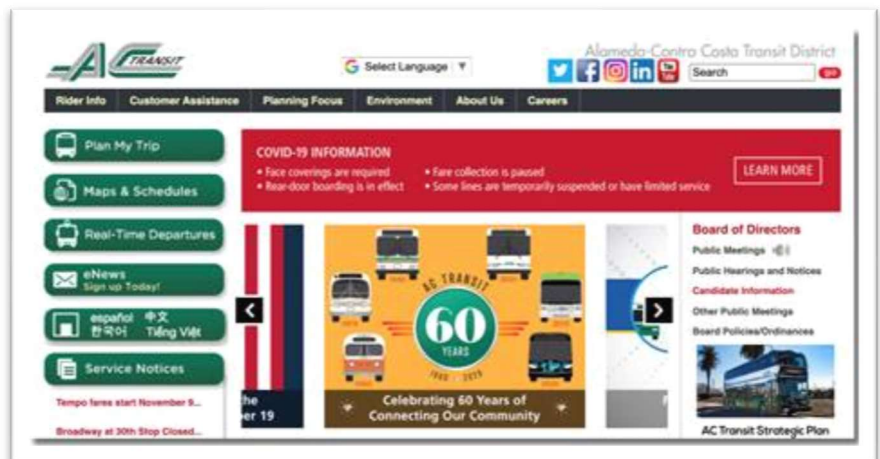 AC TRANSIT
Select Language
Alameda-Contra Costa Transit District
Search
Rider Info Customer Assistance Planning Focus Environment About Us Careers
Plan My Trip
Maps & Schedules
Real-Time Departures
eNews
Sign up Today!
español 中文
한국어 Tiếng Việt
Service Notices
Tempo fares start November 9...
Broadway at 30th Stop Closed...
COVID-19 INFORMATION
• Face coverings are required • Fare collection is paused
• Rear-door boarding is in effect • Some lines are temporarily suspended or have limited service
LEARN MORE
he
er 19
AC TRANSIT
60
YEARS
Celebrating 60 Years of
Connecting Our Community
Board of Directors
Public Meetings
Public Hearings and Notices
Candidate Information
Other Public Meetings
Board Policies/Ordinances
AC Transit Strategic Plan